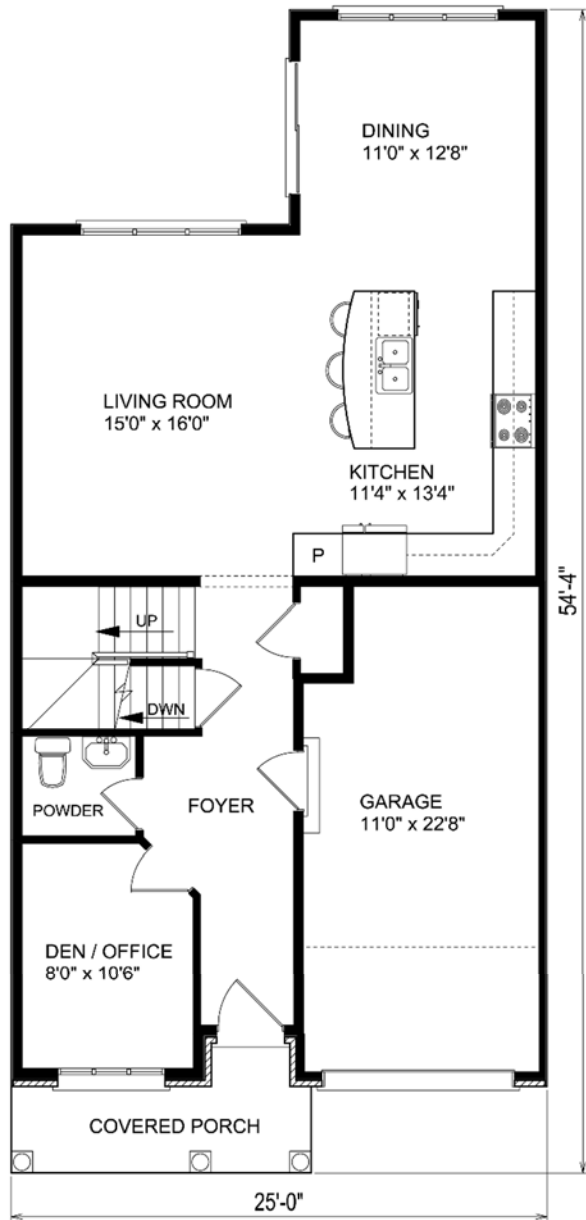 DINING
11'0" x 12'8"
LIVING ROOM
15'0" x 16'0"
KITCHEN
11'4" x 13'4"
P
54'-4"
UP
DWN
POWDER
FOYER
GARAGE
11'0" x 22'8"
DEN / OFFICE
8'0" x 10'6"
COVERED PORCH
25'-0"